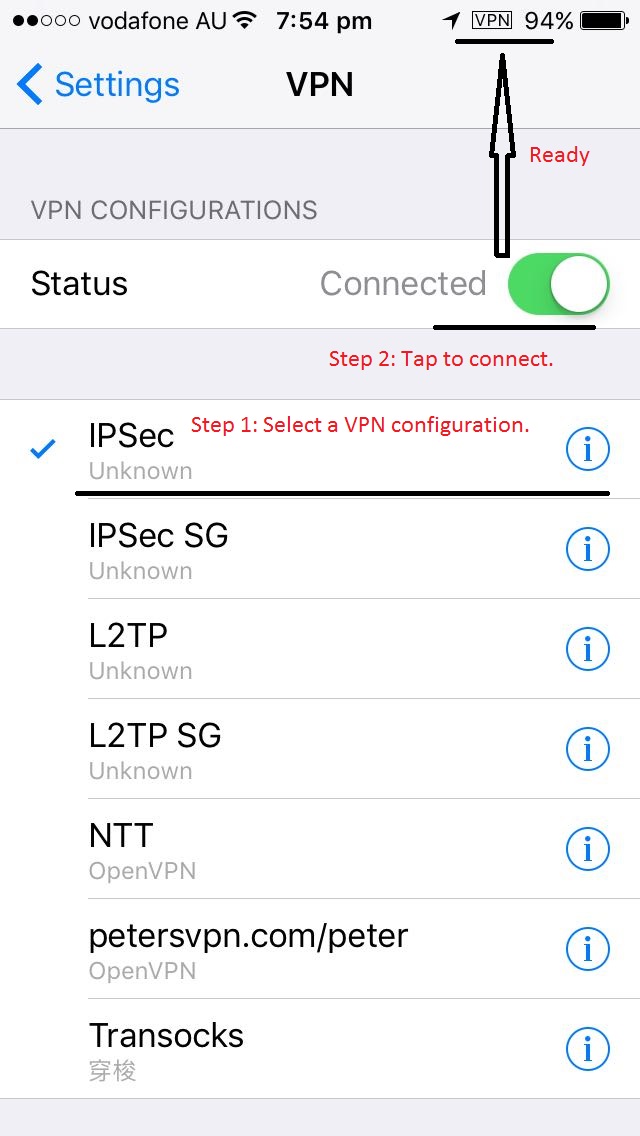 vodafone AU 7:54 pm VPN 94%
Settings VPN
Ready
VPN CONFIGURATIONS
Status Connected
Step 2: Tap to connect.
IPSec Step 1: Select a VPN configuration.
Unknown
IPSec SG
Unknown
L2TP
Unknown
L2TP SG
Unknown
NTT
OpenVPN
petersvpn.com/peter
OpenVPN
Transocks
穿梭